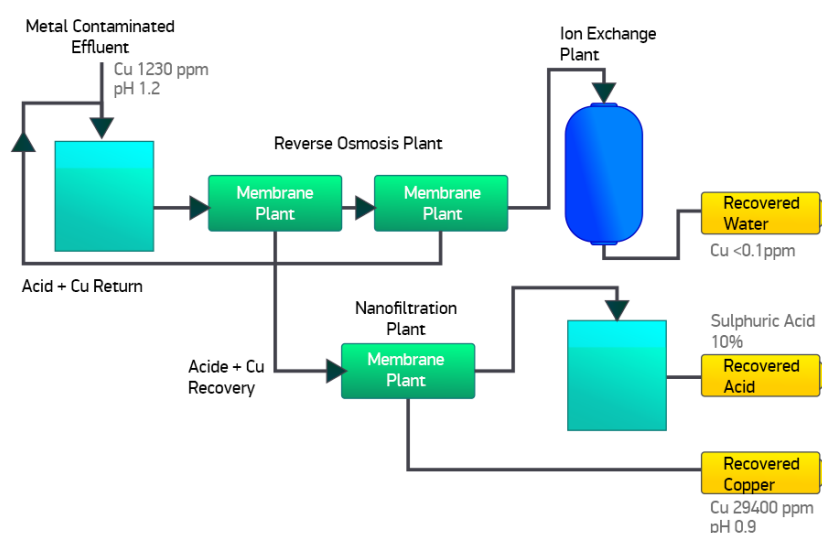 Metal Contaminated
Effluent
Cu 1230 ppm
pH 1.2
Ion Exchange
Plant
Reverse Osmosis Plant
Membrane
Plant
Membrane
Plant
Recovered
Water
Cu <0.1ppm
Acid + Cu Return
Nanofiltration
Plant
Membrane
Plant
Acide + Cu
Recovery
Sulphuric Acid
10%
Recovered
Acid
Recovered
Copper
Cu 29400 ppm
pH 0.9